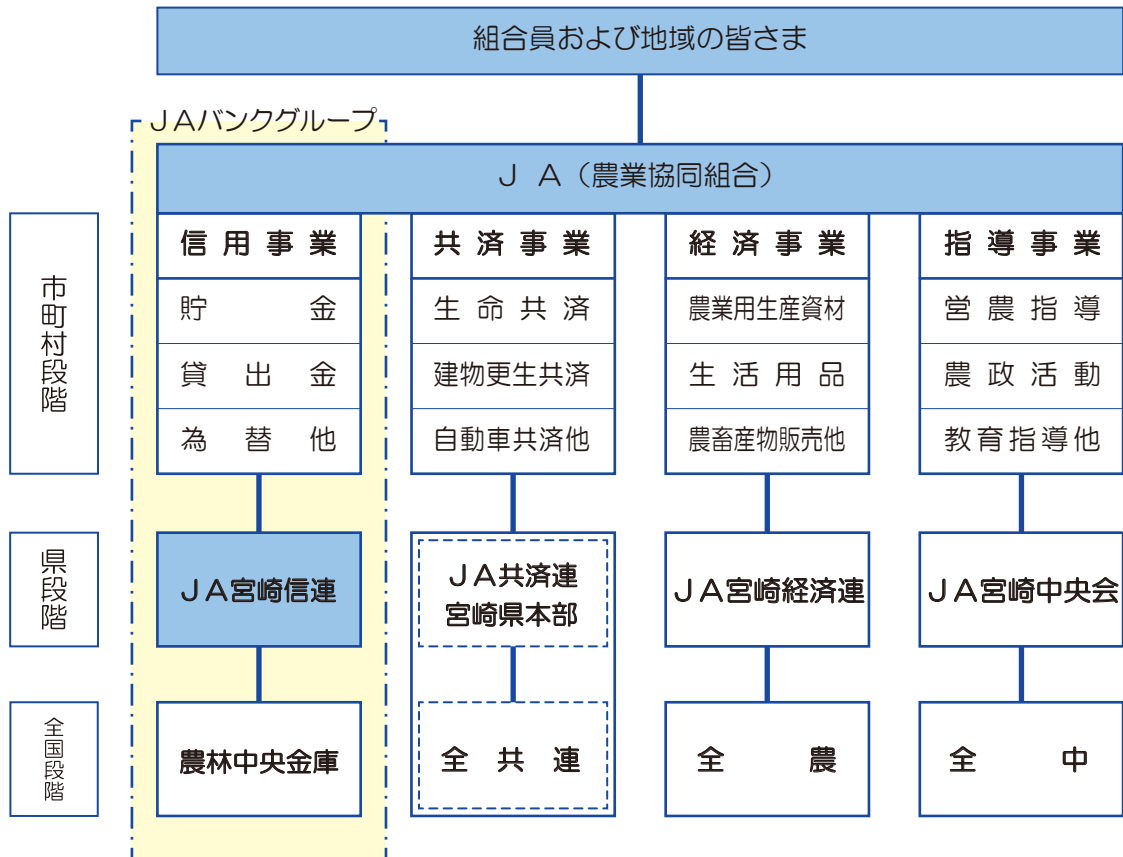 組合員および地域の皆さま
JAバンクグループ
J A(農業協同組合)
市町村段階
信用事業
共済事業
経済事業
指導事業
貯金
生命共済
農業用生産資材
営農指導
貸出金
建物更生共済
生活用品
農政活動
為替他
自動車共済他
農畜産物販売他
教育指導他
県段階
JA宮崎信連
JA共済連
宮崎県本部
JA宮崎経済連
JA宮崎中央会
全国段階
農林中央金庫
全共連
全農
全中